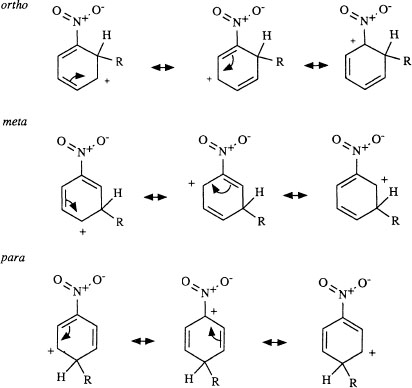 ortho
O N+ O- H R + ↔ O N+ O- H R + ↔ O N+ O- H R +
meta
O N+ O- H R + ↔ O N+ O- H R + ↔ O N+ O- H R +
para
O N+ O- H R + ↔ O N+ O- H R + ↔ O N+ O- H R +